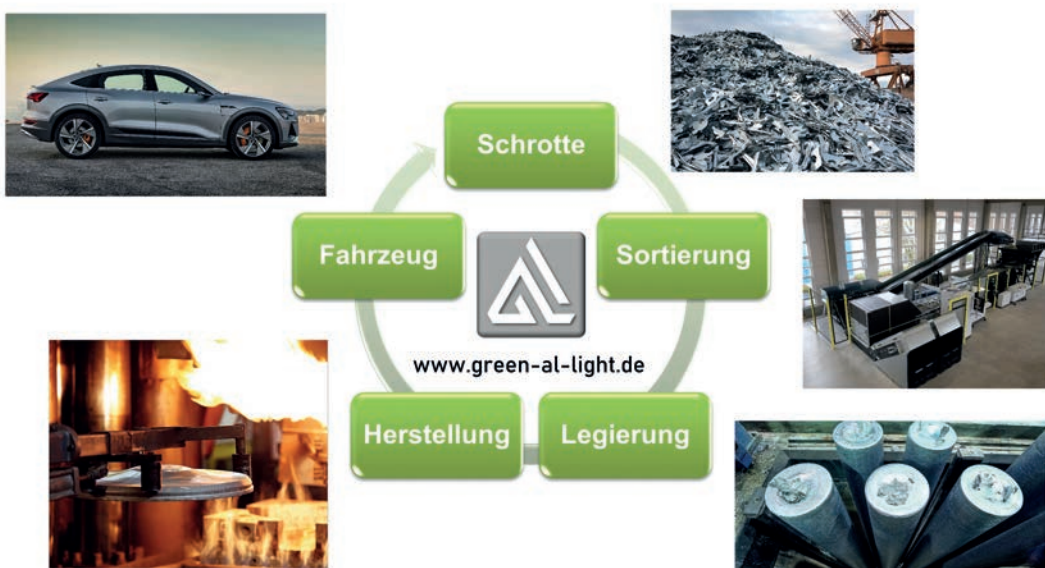 Schrotte
Fahrzeug
Sortierung
www.green-al-light.de
Herstellung
Legierung